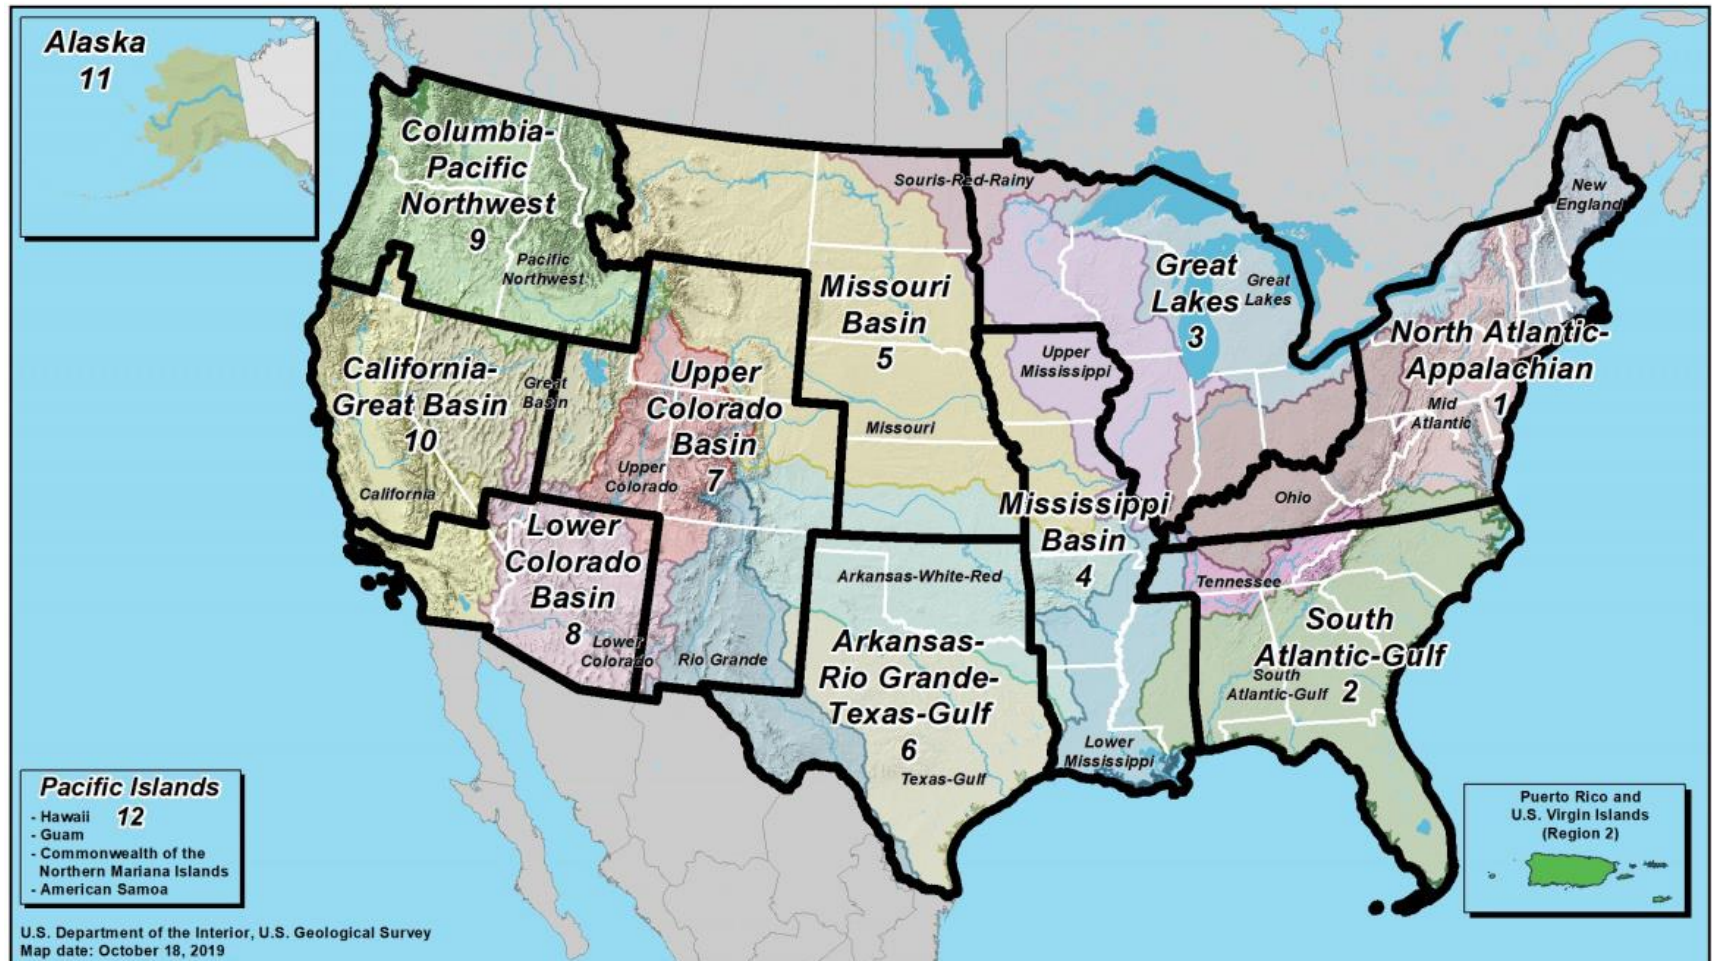 Alaska
11
Columbia-
Pacific
Northwest
9
Pacific
Northwest
Souris-Red-Rainy
New
England
Missouri
Basin
5
Great
Lakes
3
Great
Lakes
North Atlantic-
Appalachian
1
Mid
Atlantic
California-
Great Basin
10
Great
Basin
California
Upper
Colorado
Basin
7
Upper
Colorado
Upper
Mississippi
Missouri
Mississippi
Basin
4
Ohio
Lower
Colorado
Basin
8
Lower
Colorado
Rio Grande
Arkansas-White-Red
Arkansas-
Rio Grande-
Texas-Gulf
6
Texas-Gulf
Tennessee
South
Atlantic-Gulf
2
South
Atlantic-Gulf
Lower
Mississippi
Pacific Islands
12
- Hawaii
- Guam
- Commonwealth of the
Northern Mariana Islands
- American Samoa
Puerto Rico and
U.S. Virgin Islands
(Region 2)
U.S. Department of the Interior, U.S. Geological Survey
Map date: October 18, 2019